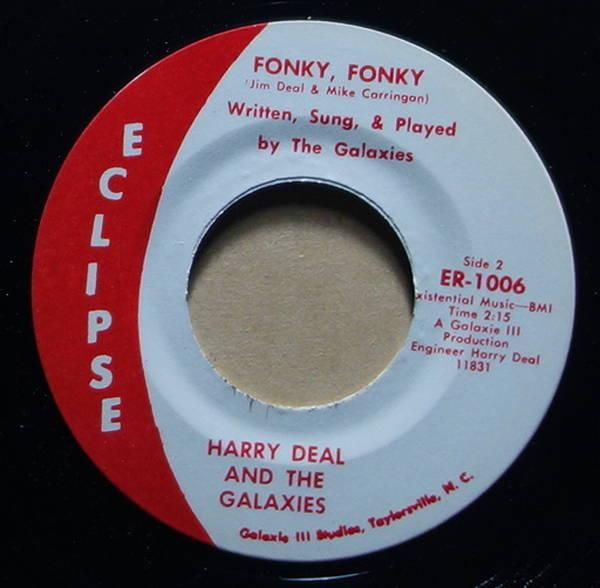 FONKY, FONKY
(Jim Deal & Mike Carringan)
Written, Sung, & Played
by The Galaxies
ECLIPSE
Side 2
ER-1006
xistential Music—BMI
Time 2:15
A Galaxie III
Production
Engineer Harry Deal
11831
HARRY DEAL
AND THE
GALAXIES
Galaxie III Studios, Taylorsville, N. C.